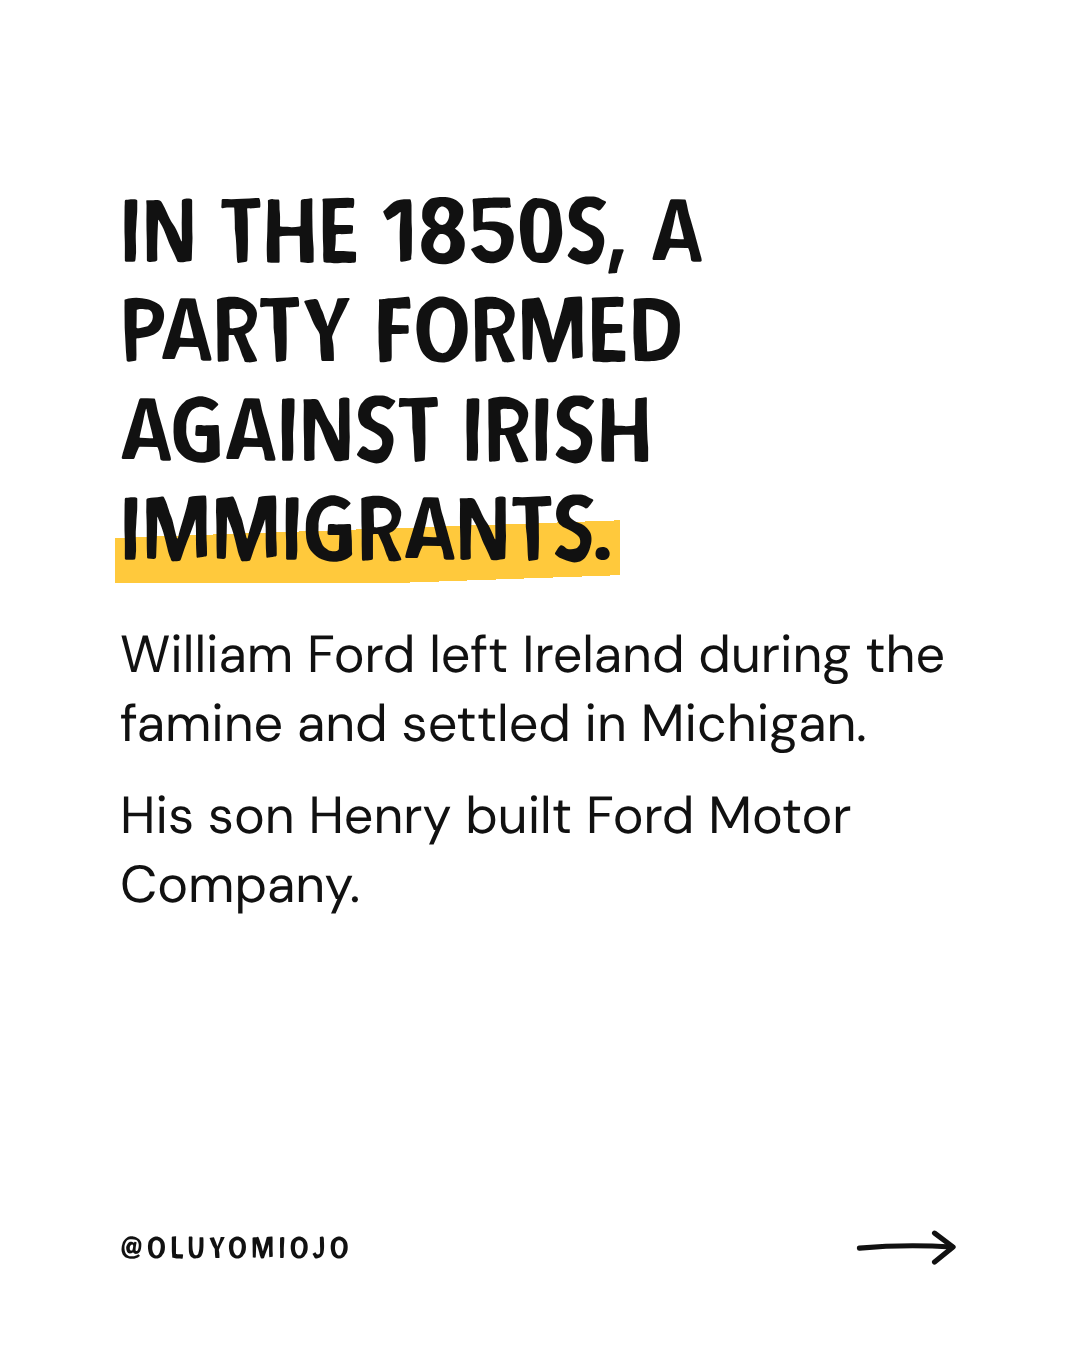 IN THE 1850S, A
PARTY FORMED
AGAINST IRISH
IMMIGRANTS.
William Ford left Ireland during the
famine and settled in Michigan.
His son Henry built Ford Motor
Company.
@OLUYOMIOJO